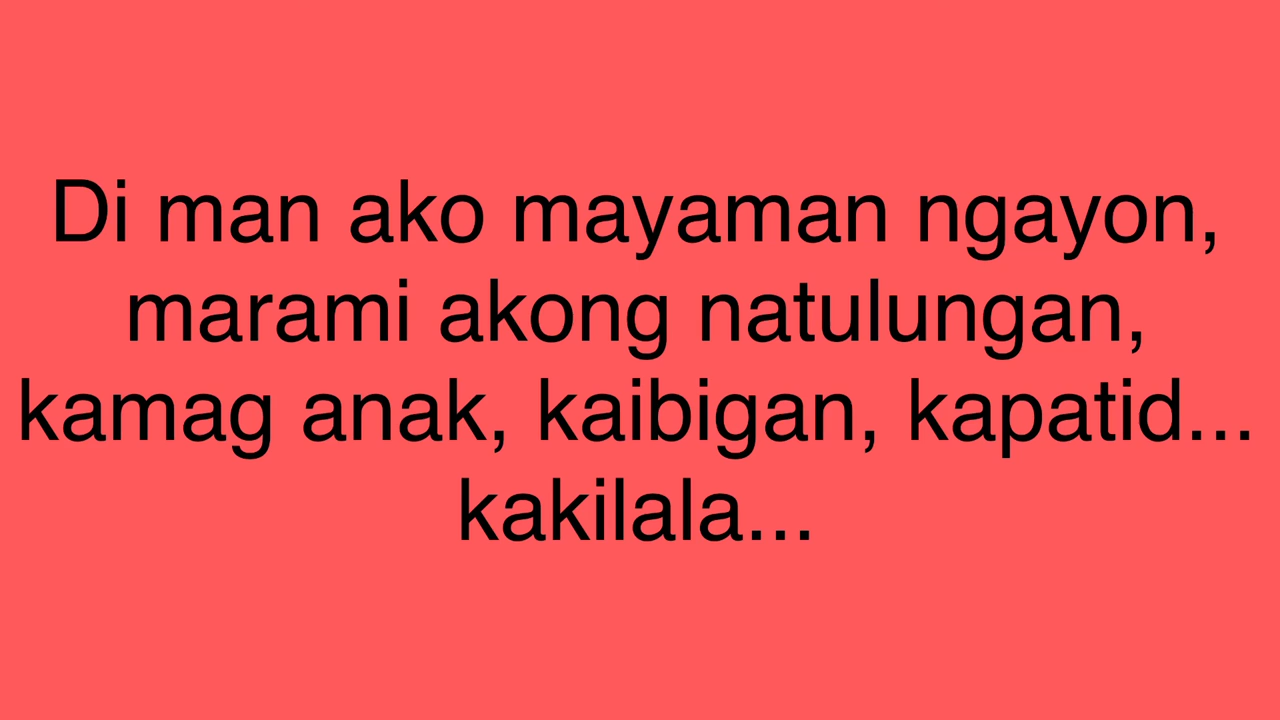 Di man ako mayaman ngayon,
marami akong natulungan,
kamag anak, kaibigan, kapatid...
kakilala...